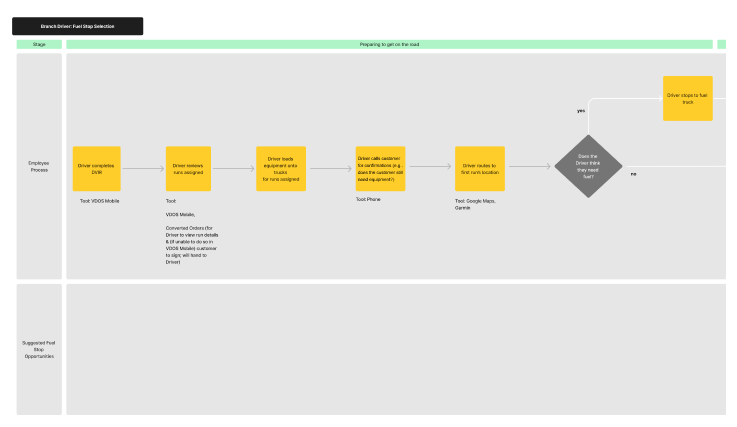 Branch Driver: Fuel Stop Selection
Stage
Preparing to get on the road
Employee
Process
Driver completes
DVIR
Tool: VDOS Mobile
Driver reviews
runs assigned
Tool:
VDOS Mobile,
Converted Orders (for
Driver to view run details
& (if unable to do so in
VDOS Mobile) customer
to sign; will hand to
Driver)
Driver loads
equipment onto
trucks
for runs assigned
Driver calls customer
for confirmations (e.g.,
does the customer still
need equipment?)
Tool: Phone
Driver routes to
first run's location
Tool: Google Maps,
Garmin
Does the
Driver think
they need
fuel?
yes
no
Driver stops to fuel
truck
Suggested Fuel
Stop
Opportunities